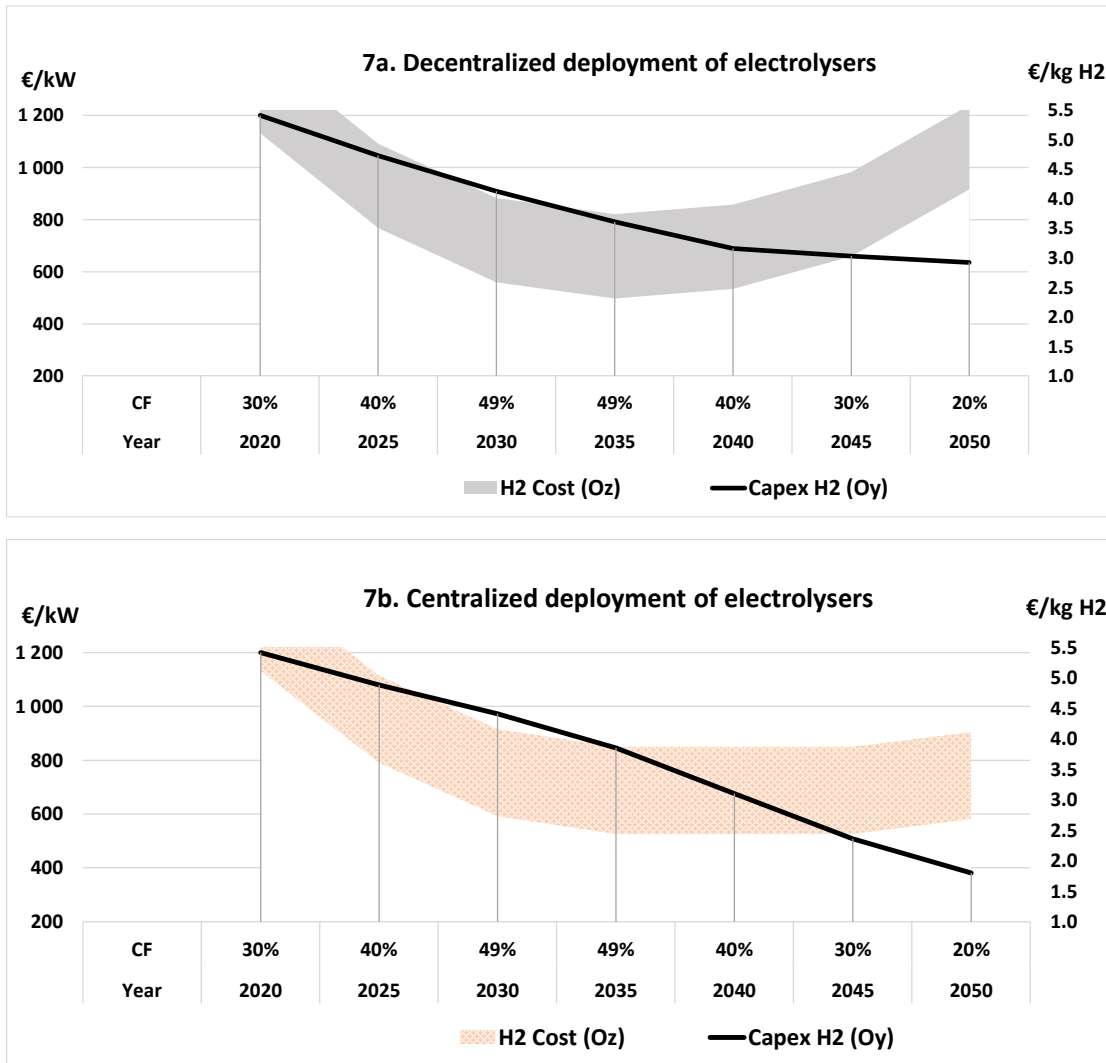 7a. Decentralized deployment of electrolysers
€/kW
€/kg H2
1 200
1 000
800
600
400
200
5.5
5.0
4.5
4.0
3.5
3.0
2.5
2.0
1.5
1.0
CF 30% 40% 49% 49% 40% 30% 20%
Year 2020 2025 2030 2035 2040 2045 2050
H2 Cost (Oz) Capex H2 (Oy)
7b. Centralized deployment of electrolysers
€/kW
€/kg H2
1 200
1 000
800
600
400
200
5.5
5.0
4.5
4.0
3.5
3.0
2.5
2.0
1.5
1.0
CF 30% 40% 49% 49% 40% 30% 20%
Year 2020 2025 2030 2035 2040 2045 2050
H2 Cost (Oz) Capex H2 (Oy)